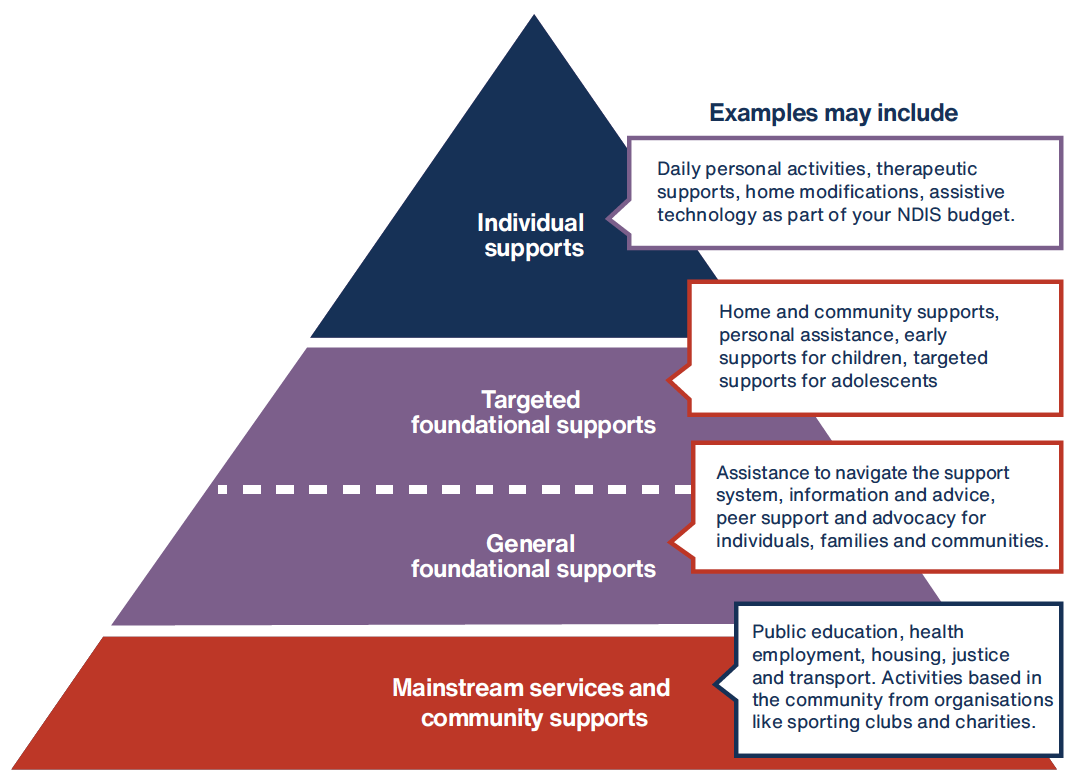 Examples may include
Individual
supports
Daily personal activities, therapeutic
supports, home modifications, assistive
technology as part of your NDIS budget.
Targeted
foundational supports
Home and community supports,
personal assistance, early
supports for children, targeted
supports for adolescents
General
foundational supports
Assistance to navigate the support
system, information and advice,
peer support and advocacy for
individuals, families and communities.
Mainstream services and
community supports
Public education, health
employment, housing, justice
and transport. Activities based in
the community from organisations
like sporting clubs and charities.